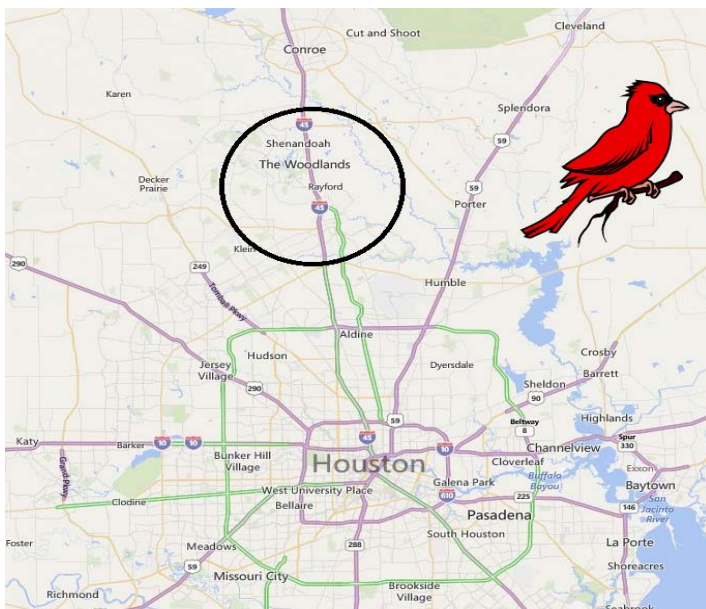 Cut and Shoot
Cleveland
Conroe
Karen
Splendora
45
Shenandoah
59
The Woodlands
Decker
Prairie
Rayford
59
Porter
45
Klein
290
249
Tomball Pkwy
Humble
Aldine
Hudson
Dyersdale
Crosby
Jersey
Village
Barrett
290
Sheldon
90
59
Highlands
Beltway
8
Katy
Barker
10
10
45
10
Spur
330
Channelview
Bunker Hill
Village
Houston
Cloverleaf
Grand Pkwy
Exxon
Buffalo
Bayou
Galena Park
Baytown
West University Place
610
Clodine
Bellaire
225
146
San
Jacinto
River
Pasadena
South Houston
Foster
Meadows
288
La Porte
59
Missouri City
Shoreacres
Richmond
Brookside
Village
Seabrook